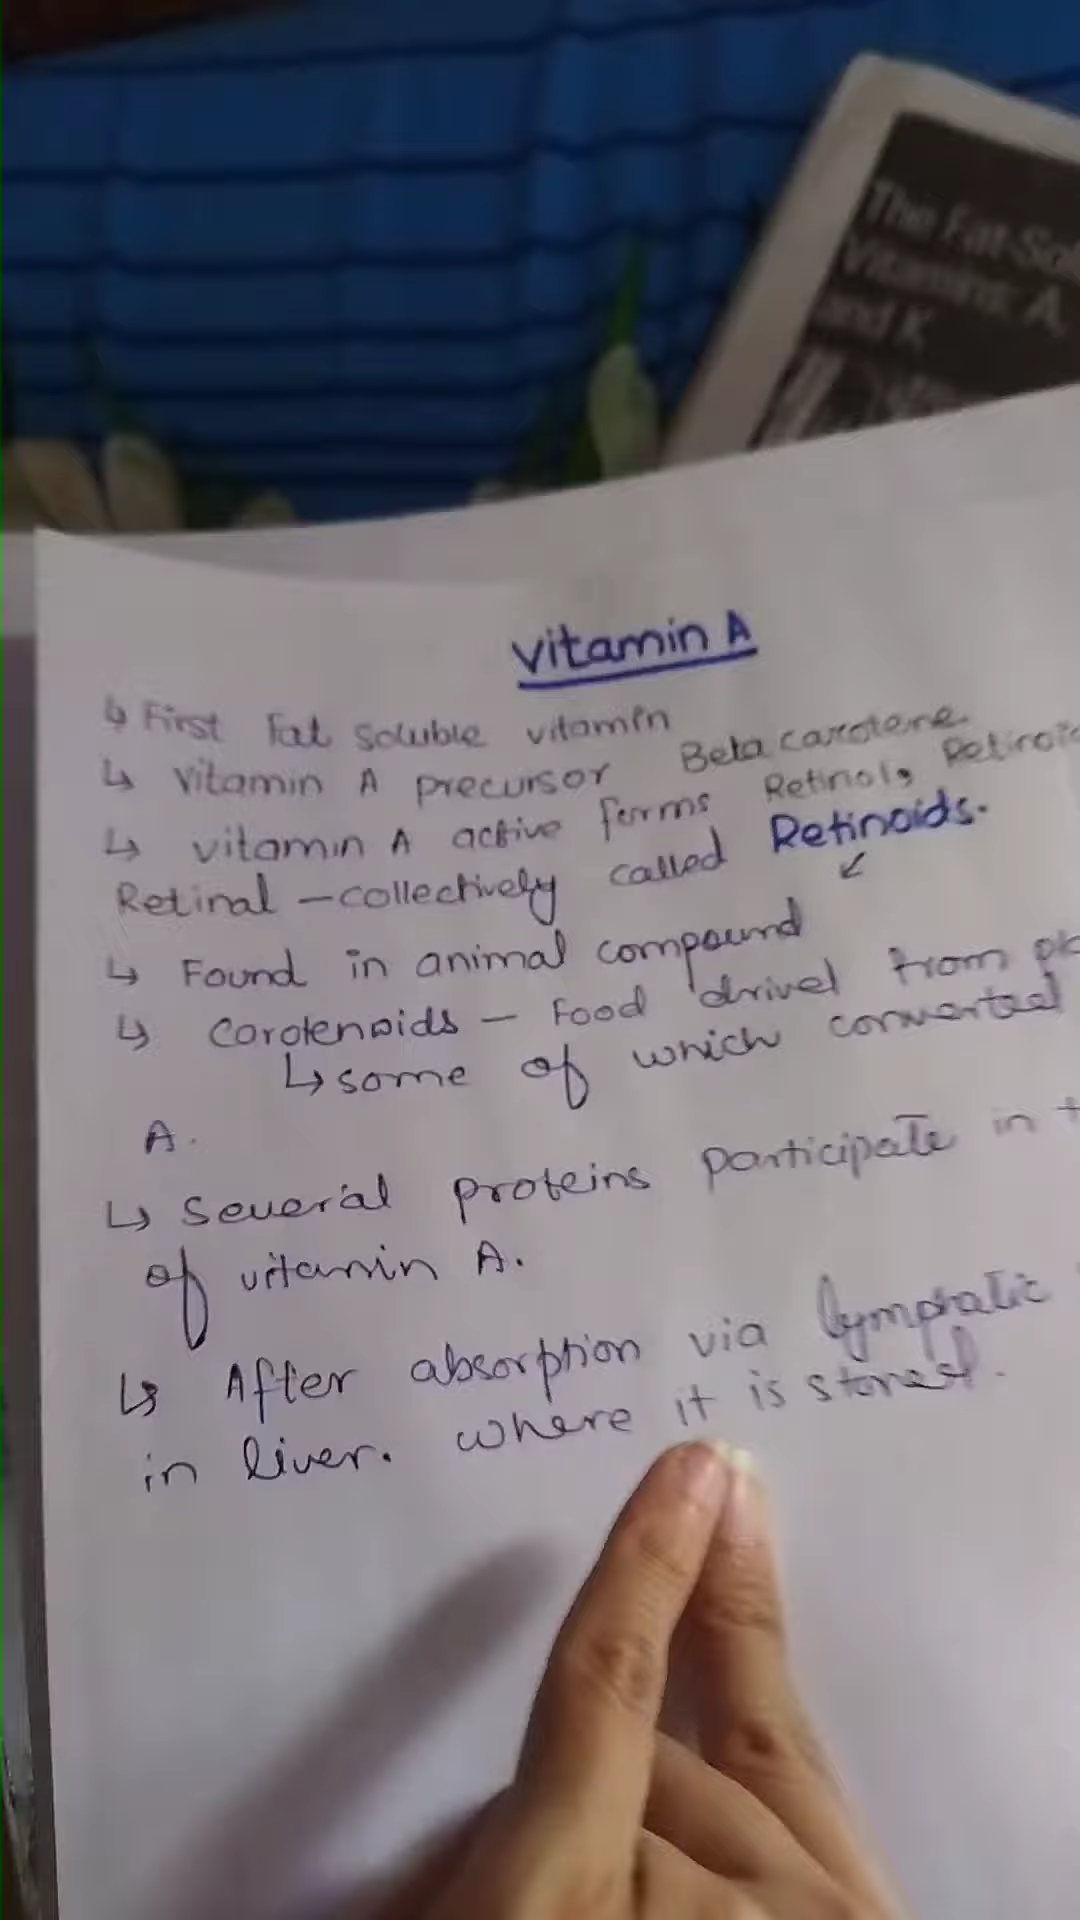 The Fat-Sol
Vitamins: A,
and K
Vitamin A
↳ First Fat soluble vitamin
↳ vitamin A precursor Beta carotene.
↳ vitamin A active forms Retinol, Retinoic
Retinal – collectively called Retinoids.
↳ Found in animal compound
↳ Carotenoids – Food drived from pla
↳ some of which converted
A.
↳ Several proteins participate in t
of vitamin A.
↳ After absorption via lymphatic
in liver. where it is stored.